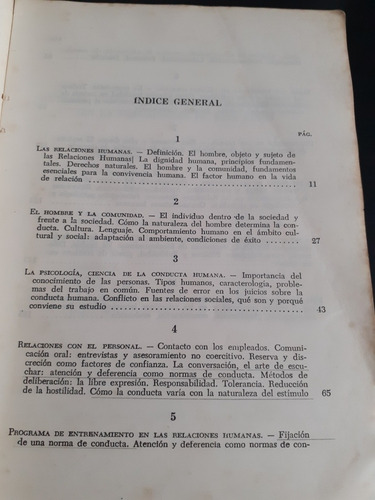 INDICE GENERAL
1
PÁG.
LAS RELACIONES HUMANAS. — Definición. El hombre, objeto y sujeto de
las Relaciones Humanas| La dignidad humana, principios fundamen-
tales. Derechos naturales. El hombre y la comunidad, fundamentos
esenciales para la convivencia humana. El factor humano en la vida
de relación .......... 11
2
EL HOMBRE Y LA COMUNIDAD. — El individuo dentro de la sociedad y
frente a la sociedad. Cómo la naturaleza del hombre determina la con-
ducta. Cultura. Lenguaje. Comportamiento humano en el ámbito cul-
tural y social: adaptación al ambiente, condiciones de éxito .......... 27
3
LA PSICOLOGÍA, CIENCIA DE LA CONDUCTA HUMANA. — Importancia del
conocimiento de las personas. Tipos humanos, caracterología, proble-
mas del trabajo en común. Fuentes de error en los juicios sobre la
conducta humana. Conflicto en las relaciones sociales, qué son y porqué
conviene su estudio .......... 43
4
RELACIONES CON EL PERSONAL. — Contacto con los empleados. Comuni-
cación oral: entrevistas y asesoramiento no coercitivo. Reserva y dis-
creción como factores de confianza. La conversación, el arte de escu-
char: atención y deferencia como normas de conducta. Métodos de
deliberación: la libre expresión. Responsabilidad. Tolerancia. Reducción
de la hostilidad. Cómo la conducta varía con la naturaleza del estímulo 65
5
PROGRAMA DE ENTRENAMIENTO EN LAS RELACIONES HUMANAS. — Fijación
de una norma de conducta. Atención y deferencia como normas de con-